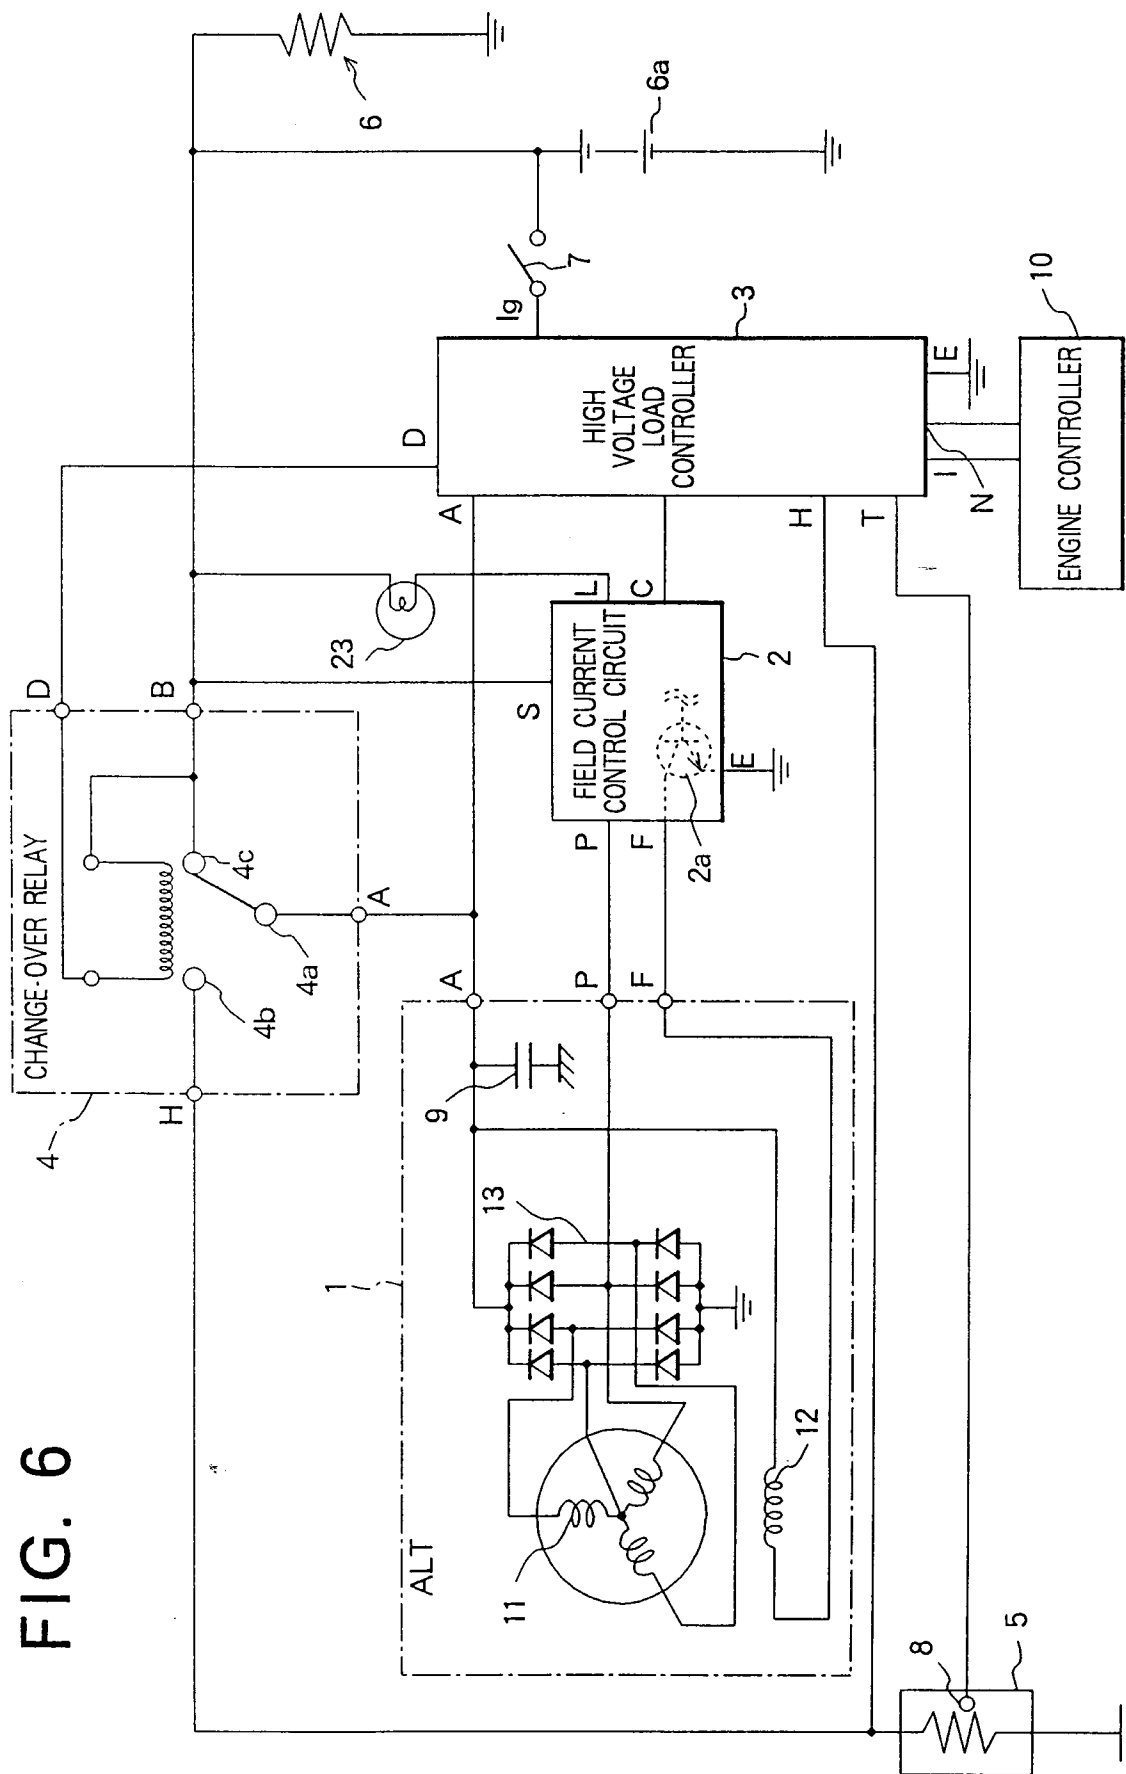 FIG. 6
4
CHANGE-OVER RELAY
H
4b
4a
4c
A
D
B
6
6a
7
Ig
3
HIGH
VOLTAGE
LOAD
CONTROLLER
D
A
H
T
I
N
E
10
ENGINE CONTROLLER
23
L
C
S
FIELD CURRENT
CONTROL CIRCUIT
2
2a
E
P
F
A
P
F
1
ALT
9
13
11
12
8
5